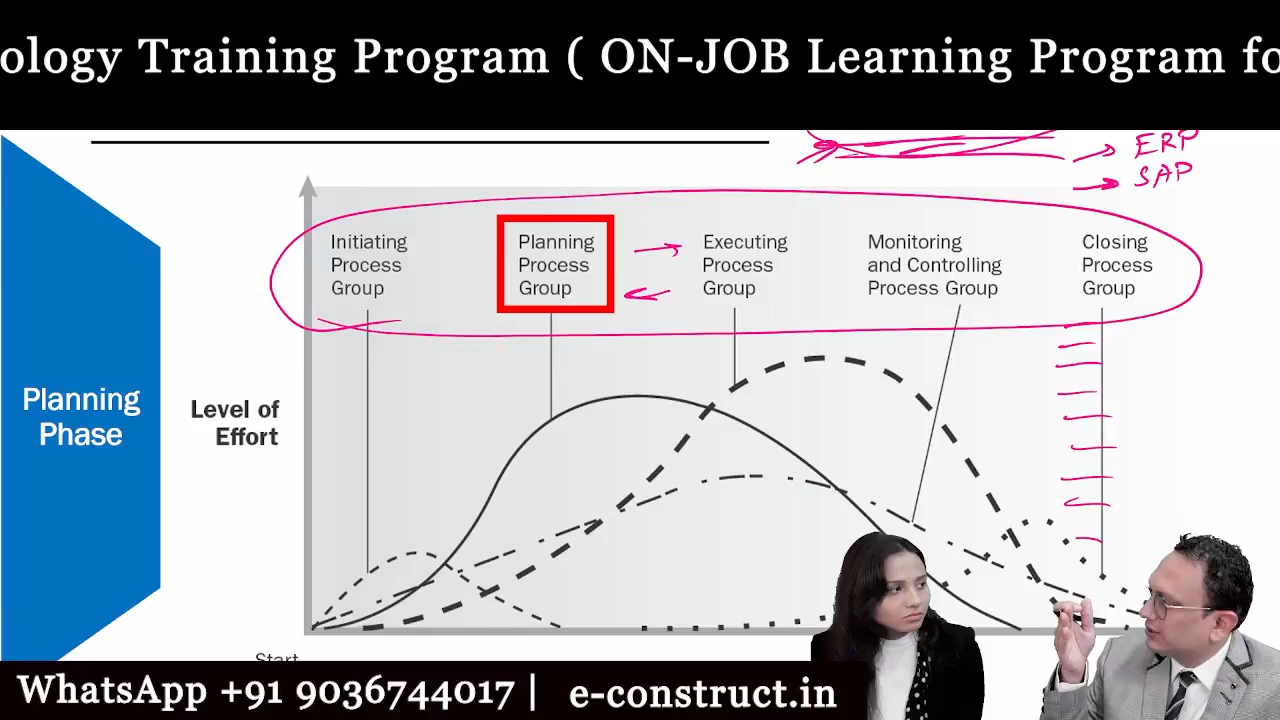 ology Training Program ( ON-JOB Learning Program fo
ERP
SAP
Initiating
Process
Group
Planning
Process
Group
Executing
Process
Group
Monitoring
and Controlling
Process Group
Closing
Process
Group
Planning
Phase
Level of
Effort
Start
WhatsApp +91 9036744017 | e-construct.in